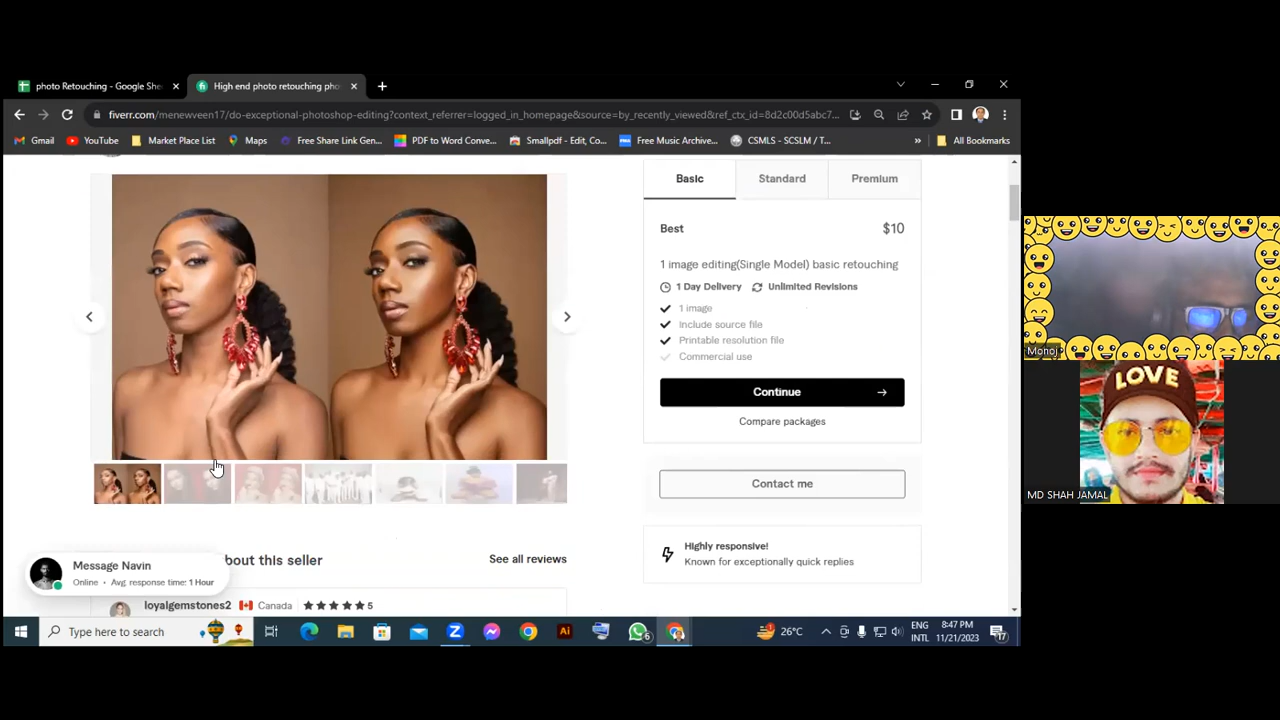 photo Retouching - Google She
High end photo retouching pho
fiverr.com/menewveen17/do-exceptional-photoshop-editing?context_referrer=logged_in_homepage&source=by_recently_viewed&ref_ctx_id=8d2c00d5abc7...
Gmail
YouTube
Market Place List
Maps
Free Share Link Gen...
PDF to Word Conve...
Smallpdf - Edit, Co...
Free Music Archive...
CSMLS - SCSLM / T...
»
All Bookmarks
Basic
Standard
Premium
Best
$10
1 image editing(Single Model) basic retouching
1 Day Delivery
Unlimited Revisions
1 image
Include source file
Printable resolution file
Commercial use
Continue
Compare packages
Contact me
Highly responsive!
Known for exceptionally quick replies
bout this seller
See all reviews
Message Navin
Online • Avg. response time: 1 Hour
loyalgemstones2
Canada
5
Type here to search
Ai
6
26°C
ENG
INTL
8:47 PM
11/21/2023
17
Monoj
LOVE
MD SHAH JAMAL